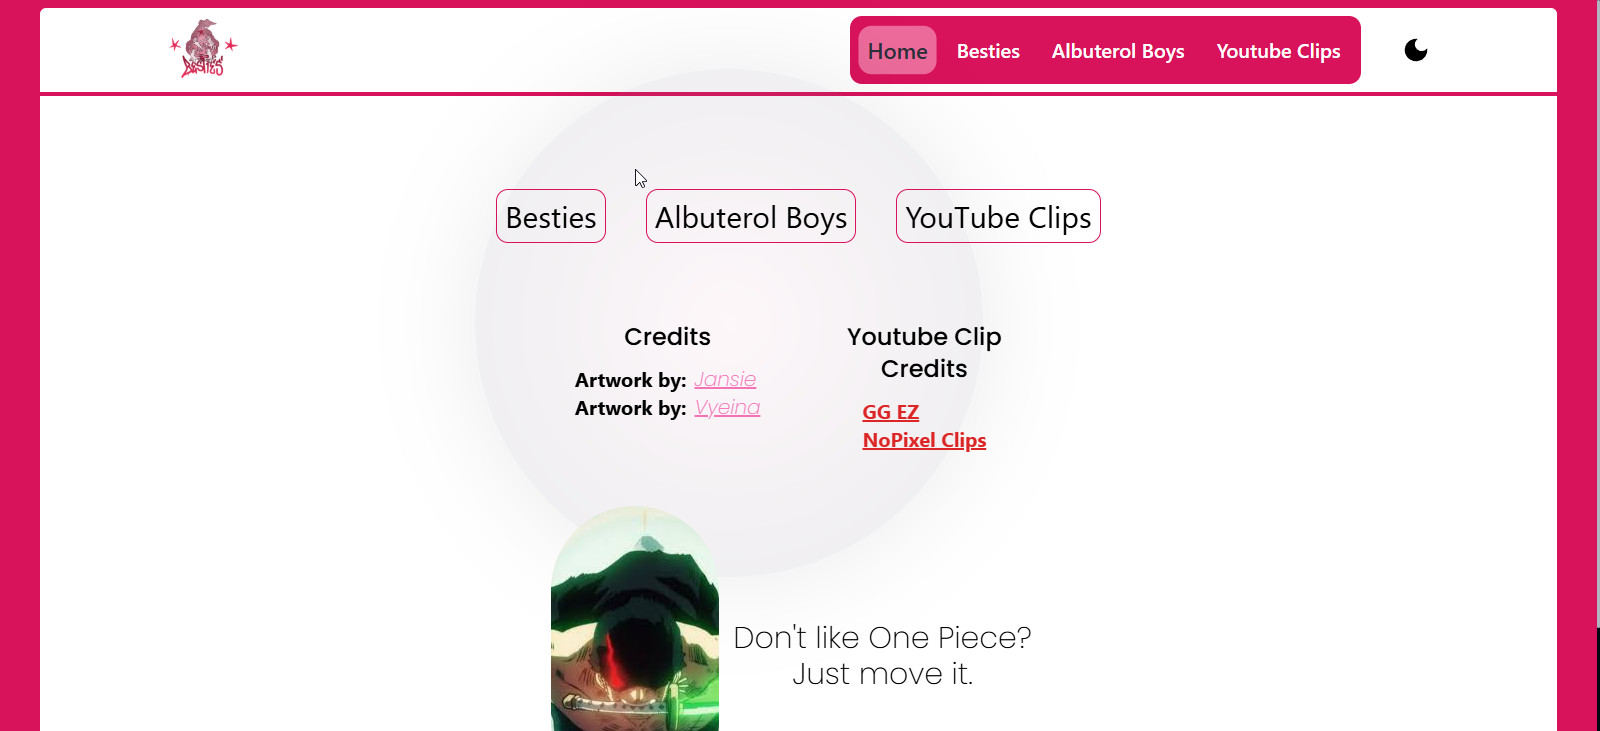 BESTIES
Home Besties Albuterol Boys Youtube Clips
Besties Albuterol Boys YouTube Clips
Credits
Artwork by: Jansie
Artwork by: Vyeina
Youtube Clip
Credits
GG EZ
NoPixel Clips
Don't like One Piece?
Just move it.